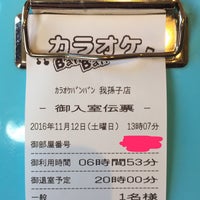 カラオケ
BanBan
カラオケバンバン 我孫子店
- 御入室伝票 -
2016年11月12日(土曜日) 13時07分
御部屋番号
御利用時間 06時間53分
御退室予定 20時00分
一般 1名様